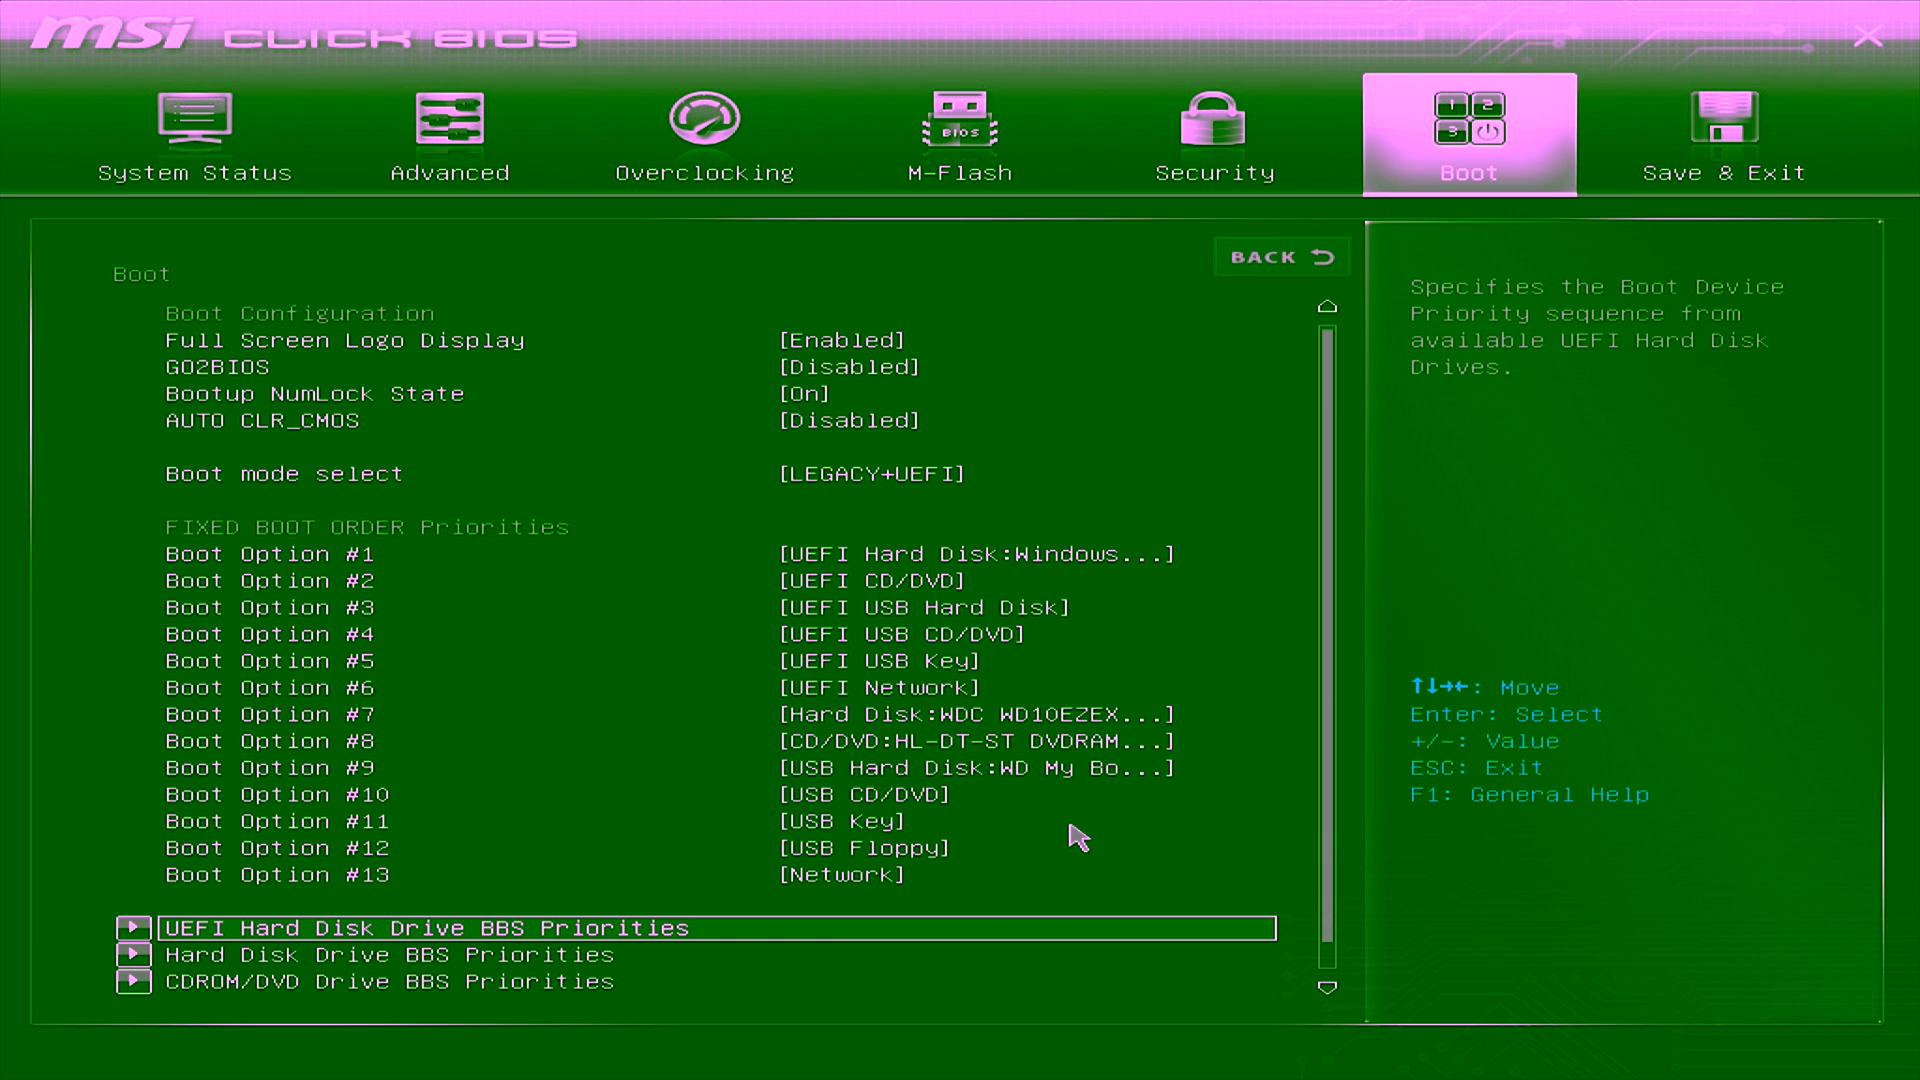 msi CLICK BIOS
System Status
Advanced
Overclocking
BIOS
M-Flash
Security
1 2
3
Boot
Save & Exit
BACK
Boot
Boot Configuration
Full Screen Logo Display [Enabled]
GO2BIOS [Disabled]
Bootup NumLock State [On]
AUTO CLR_CMOS [Disabled]
Boot mode select [LEGACY+UEFI]
FIXED BOOT ORDER Priorities
Boot Option #1 [UEFI Hard Disk:Windows...]
Boot Option #2 [UEFI CD/DVD]
Boot Option #3 [UEFI USB Hard Disk]
Boot Option #4 [UEFI USB CD/DVD]
Boot Option #5 [UEFI USB Key]
Boot Option #6 [UEFI Network]
Boot Option #7 [Hard Disk:WDC WD10EZEX...]
Boot Option #8 [CD/DVD:HL-DT-ST DVDRAM...]
Boot Option #9 [USB Hard Disk:WD My Bo...]
Boot Option #10 [USB CD/DVD]
Boot Option #11 [USB Key]
Boot Option #12 [USB Floppy]
Boot Option #13 [Network]
UEFI Hard Disk Drive BBS Priorities
Hard Disk Drive BBS Priorities
CDROM/DVD Drive BBS Priorities
Specifies the Boot Device
Priority sequence from
available UEFI Hard Disk
Drives.
↑↓→←: Move
Enter: Select
+/-: Value
ESC: Exit
F1: General Help